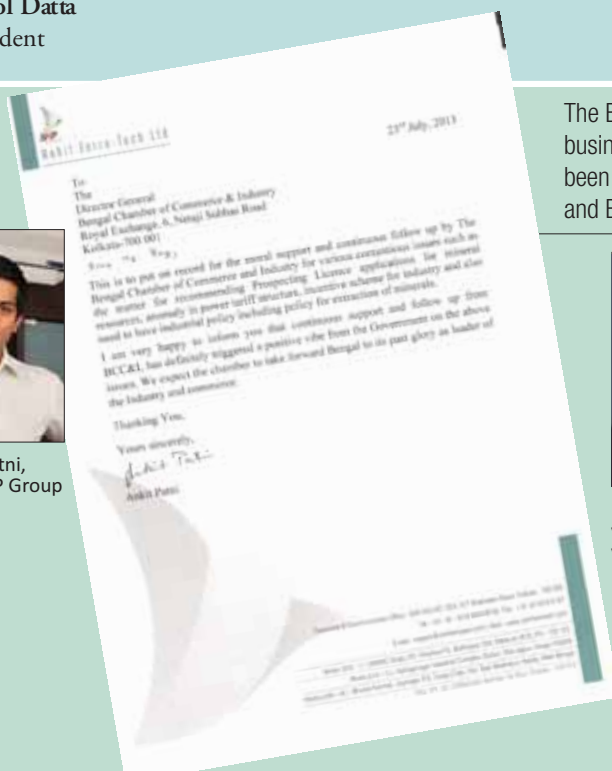 ol Datta
dent
The B
busin
been
and B
tni,
P Group
Rohit Ferro-Tech Ltd
23rd July, 2013
To
The
Director General
Bengal Chamber of Commerce & Industry
Royal Exchange, 6, Netaji Subhas Road
Kolkata-700 001
This is to put on record for the moral support and continuous follow up by The
Bengal Chamber of Commerce and Industry for various contentious issues such as
the matter for recommending Prospecting Licence applications for mineral
resources, anomaly in power tariff structure, incentive scheme for industry and also
need to have industrial policy including policy for extraction of minerals.
I am very happy to inform you that continuous support and follow up from
BCC&I, has definitely triggered a positive vibe from the Government on the above
issues. We expect the chamber to take forward Bengal to its past glory as leader of
the Industry and commerce.
Thanking You,
Yours sincerely,
Ankit Patni
Ankit Patni